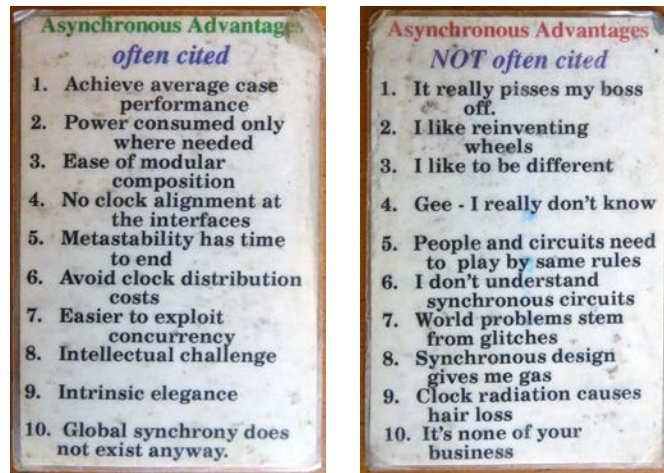 Asynchronous Advantages
often cited
1. Achieve average case
performance
2. Power consumed only
where needed
3. Ease of modular
composition
4. No clock alignment at
the interfaces
5. Metastability has time
to end
6. Avoid clock distribution
costs
7. Easier to exploit
concurrency
8. Intellectual challenge
9. Intrinsic elegance
10. Global synchrony does
not exist anyway.
Asynchronous Advantages
NOT often cited
1. It really pisses my boss
off.
2. I like reinventing
wheels
3. I like to be different
4. Gee - I really don't know
5. People and circuits need
to play by same rules
6. I don't understand
synchronous circuits
7. World problems stem
from glitches
8. Synchronous design
gives me gas
9. Clock radiation causes
hair loss
10. It's none of your
business